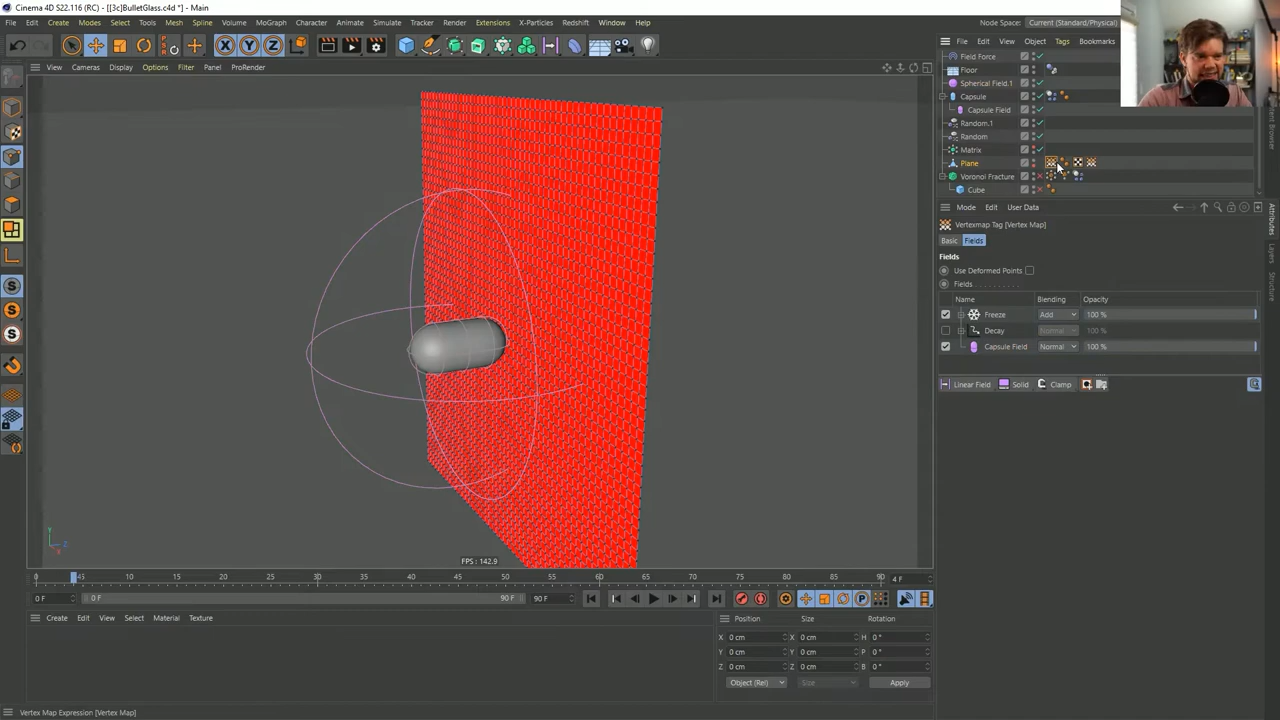 Cinema 4D S22.116 (RC) - [[3c]BulletGlass.c4d *] - Main
File Edit Create Modes Select Tools Mesh Spline Volume MoGraph Character Animate Simulate Tracker Render Extensions X-Particles Redshift Window Help
Node Space: Current (Standard/Physical)
File Edit View Object Tags Bookmarks
View Cameras Display Options Filter Panel ProRender
Field Force
Floor
Spherical Field.1
Capsule
Capsule Field
Random.1
Random
Matrix
Plane
Voronoi Fracture
Cube
Mode Edit User Data
Vertexmap Tag [Vertex Map]
Basic Fields
Fields
Use Deformed Points
Fields
Name Blending Opacity
Freeze Add 100 %
Decay Normal 100 %
Capsule Field Normal 100 %
Linear Field Solid Clamp
Content Browser
Attributes
Layers
Structure
Y
Z
X
FPS : 142.9
0 45 10 15 20 25 30 35 40 45 50 55 60 65 70 75 80 85 90 4 F
0 F 0 F 90 F 90 F
Create Edit View Select Material Texture
Position Size Rotation
X 0 cm X 0 cm H 0 °
Y 0 cm Y 0 cm P 0 °
Z 0 cm Z 0 cm B 0 °
Object (Rel) Size Apply
Vertex Map Expression [Vertex Map]